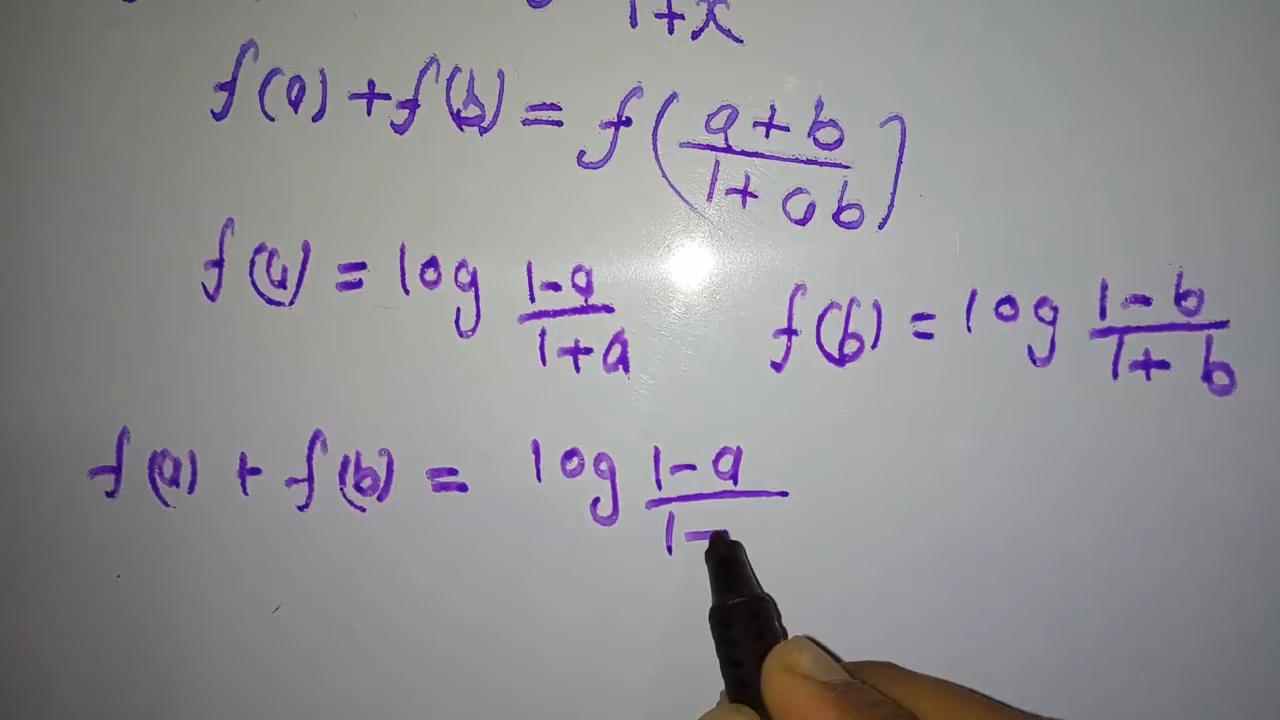 1+x
f(a) + f(b) = f((a+b)/(1+ab))
f(a) = log (1-a)/(1+a) f(b) = log (1-b)/(1+b)
f(a) + f(b) = log (1-a)/(1-